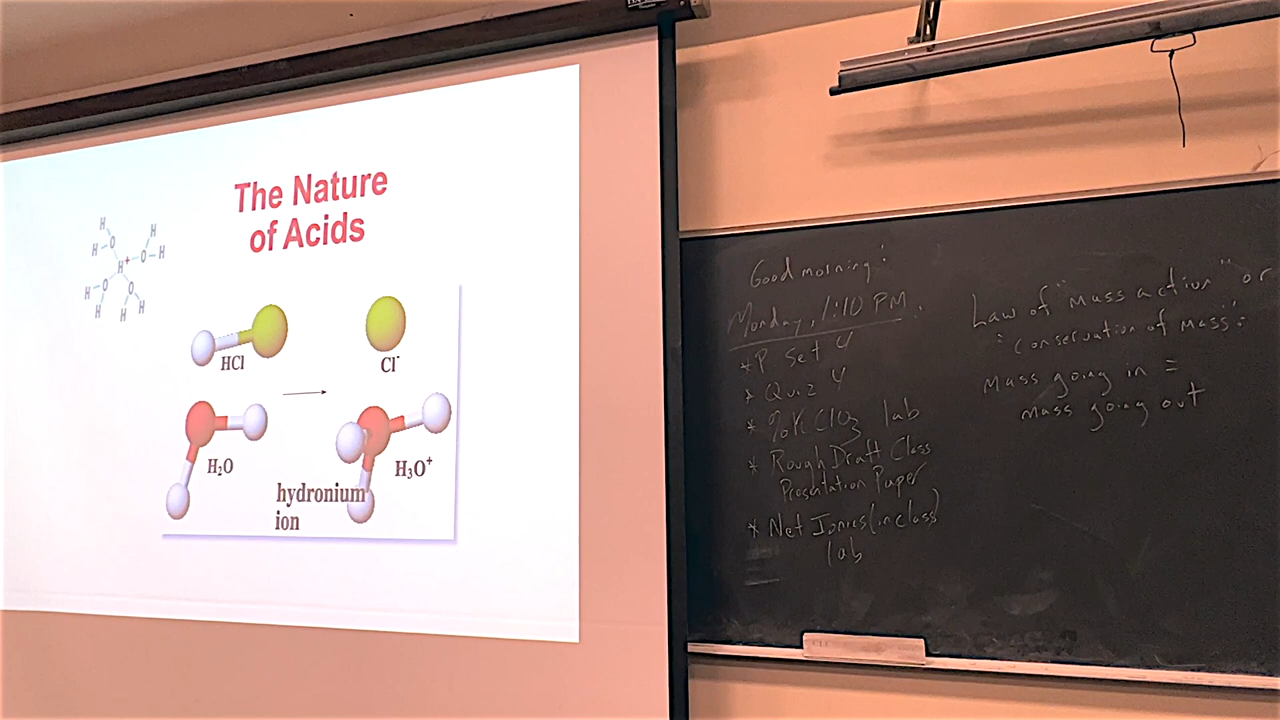 The Nature
of Acids
H
H
O
H
H
O
H
H+
H
O
H
O
H
H
HCl
Cl⁻
H₂O
H₃O⁺
hydronium
ion
Good morning!
Monday, 1:10 PM
* P. Set 4
* Quiz 4
* %KClO₃ lab
* Rough Draft Class
Presentation Paper
* Net Ionics (in class)
lab
Law of "Mass action" or
"Conservation of Mass":
Mass going in =
mass going out